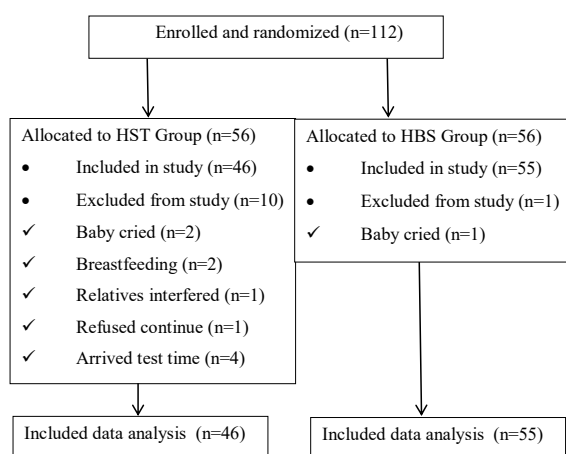 Enrolled and randomized (n=112)
Allocated to HST Group (n=56)
• Included in study (n=46)
• Excluded from study (n=10)
✓ Baby cried (n=2)
✓ Breastfeeding (n=2)
✓ Relatives interfered (n=1)
✓ Refused continue (n=1)
✓ Arrived test time (n=4)
Allocated to HBS Group (n=56)
• Included in study (n=55)
• Excluded from study (n=1)
✓ Baby cried (n=1)
Included data analysis (n=46)
Included data analysis (n=55)